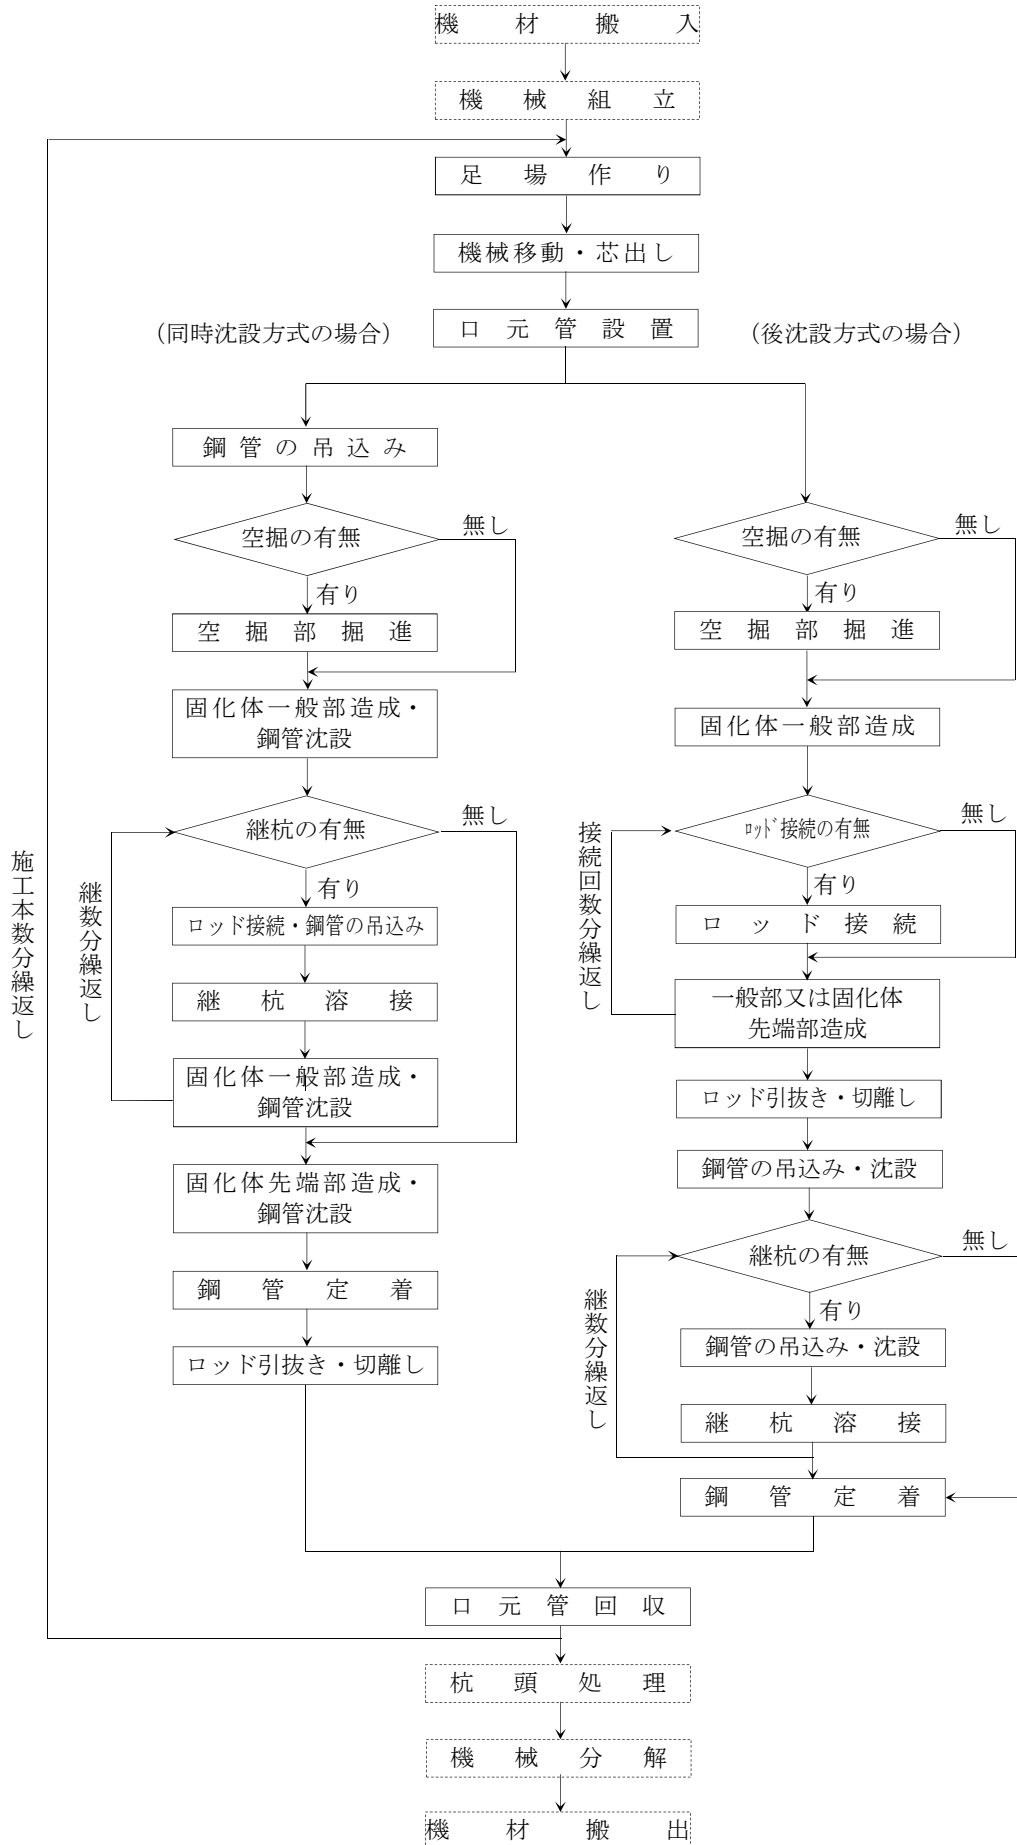 機材搬入
機械組立
足場作り
機械移動・芯出し
口元管設置
（同時沈設方式の場合）
（後沈設方式の場合）
鋼管の吊込み
空掘の有無
無し
有り
空掘部掘進
固化体一般部造成・
鋼管沈設
継杭の有無
無し
有り
ロッド接続・鋼管の吊込み
継杭溶接
固化体一般部造成・
鋼管沈設
固化体先端部造成・
鋼管沈設
鋼管定着
ロッド引抜き・切離し
継数分繰返し
施工本数分繰返し
空掘の有無
無し
有り
空掘部掘進
固化体一般部造成
ﾛｯﾄﾞ接続の有無
無し
有り
ロッド接続
一般部又は固化体
先端部造成
接続回数分繰返し
ロッド引抜き・切離し
鋼管の吊込み・沈設
継杭の有無
無し
有り
鋼管の吊込み・沈設
継杭溶接
継数分繰返し
鋼管定着
口元管回収
杭頭処理
機械分解
機材搬出